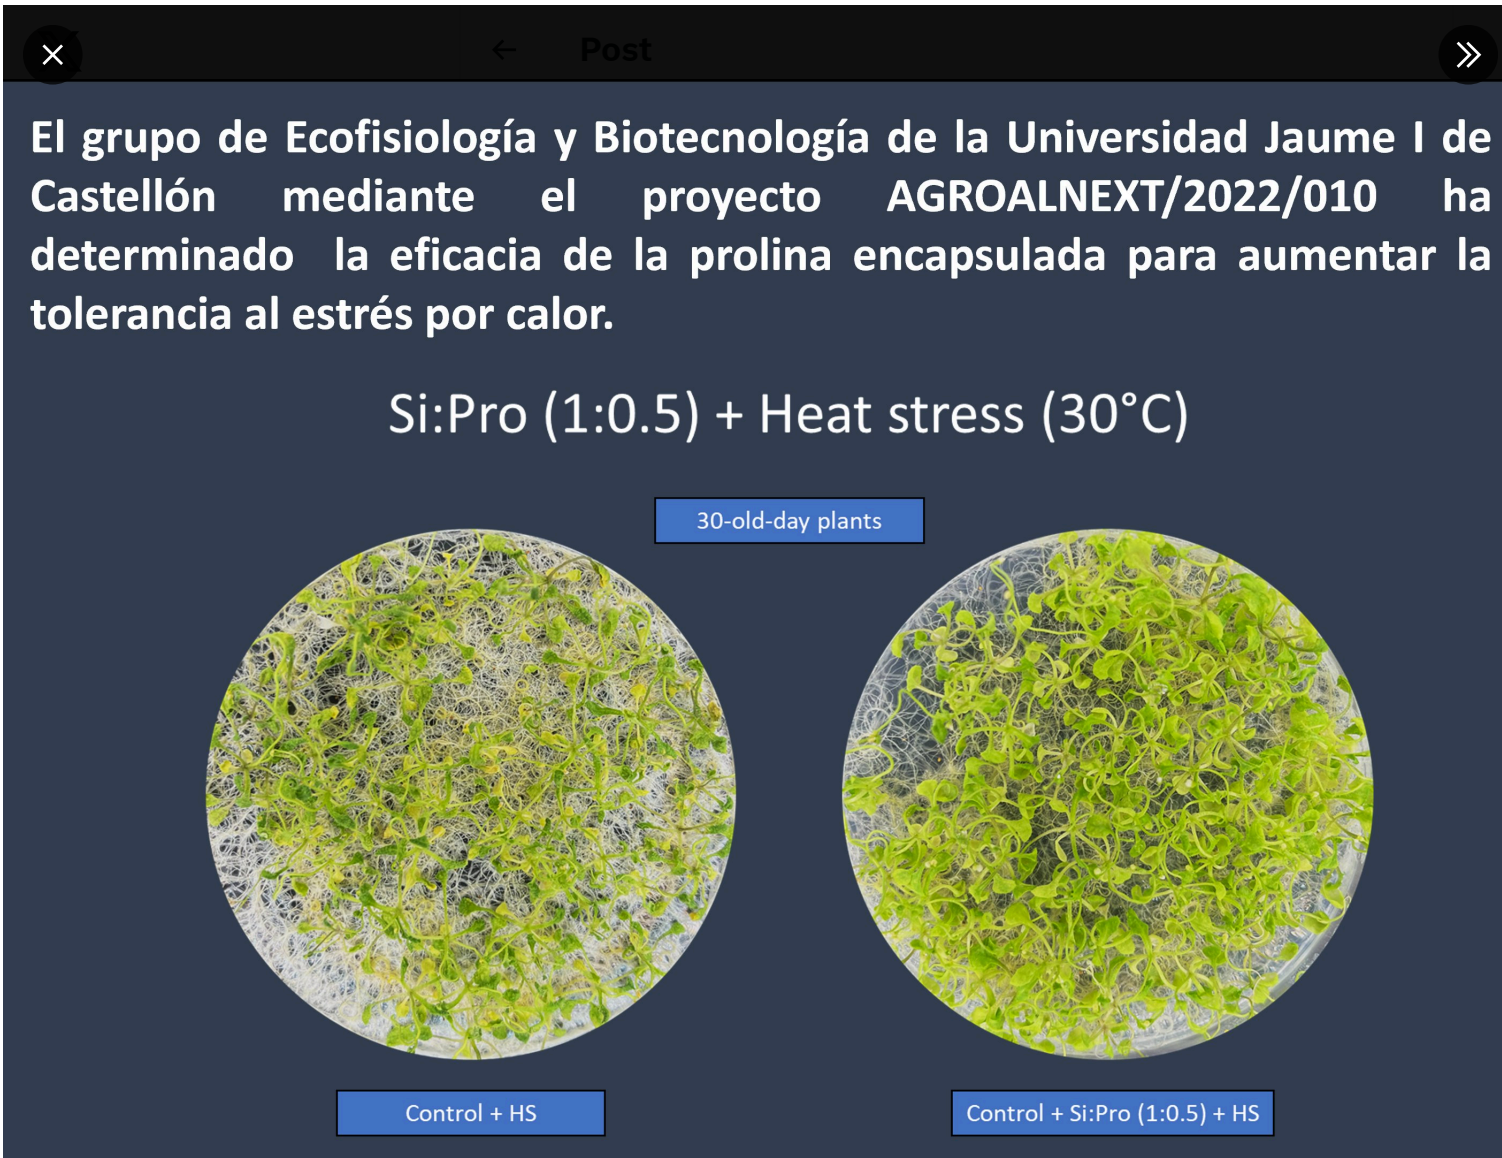 Post
El grupo de Ecofisiología y Biotecnología de la Universidad Jaume I de
Castellón mediante el proyecto AGROALNEXT/2022/010 ha
determinado la eficacia de la prolina encapsulada para aumentar la
tolerancia al estrés por calor.
Si:Pro (1:0.5) + Heat stress (30°C)
30-old-day plants
Control + HS
Control + Si:Pro (1:0.5) + HS